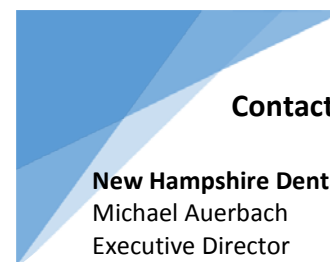 Contact
New Hampshire Dent
Michael Auerbach
Executive Director